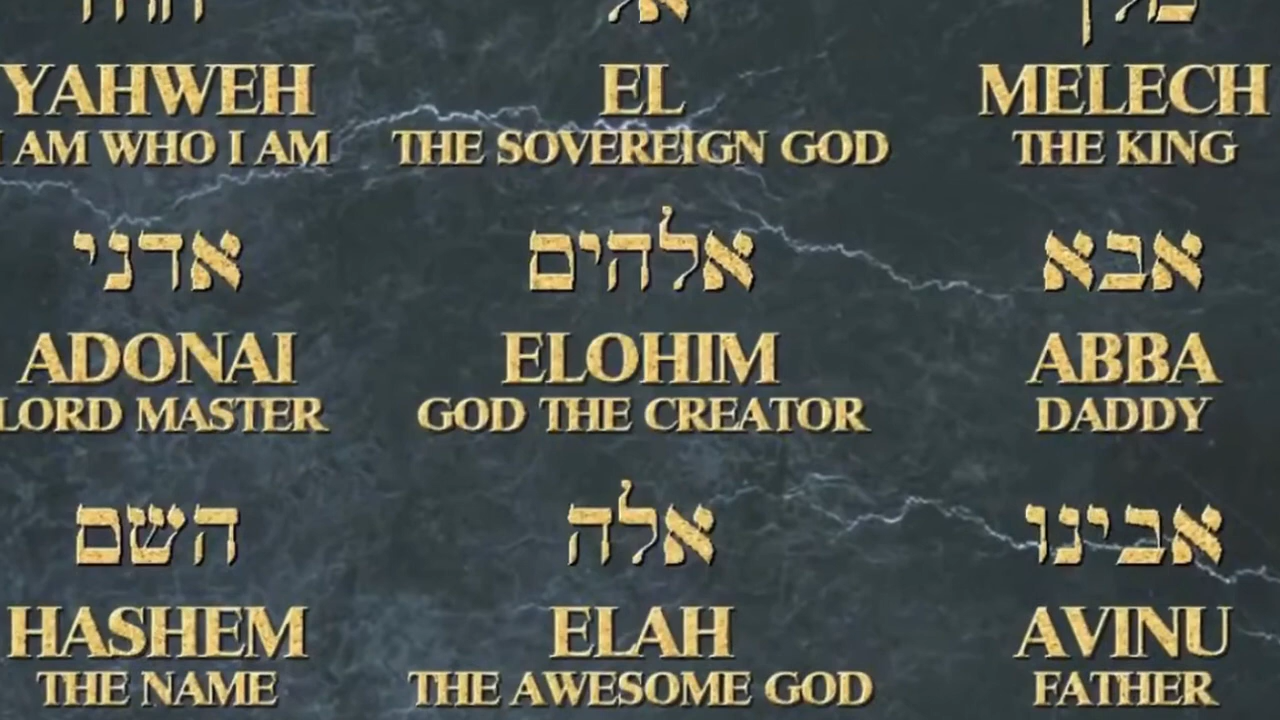 YAHWEH
I AM WHO I AM
EL
THE SOVEREIGN GOD
MELECH
THE KING
אדני
ADONAI
LORD MASTER
אלהים
ELOHIM
GOD THE CREATOR
אבא
ABBA
DADDY
השם
HASHEM
THE NAME
אלה
ELAH
THE AWESOME GOD
אבינו
AVINU
FATHER